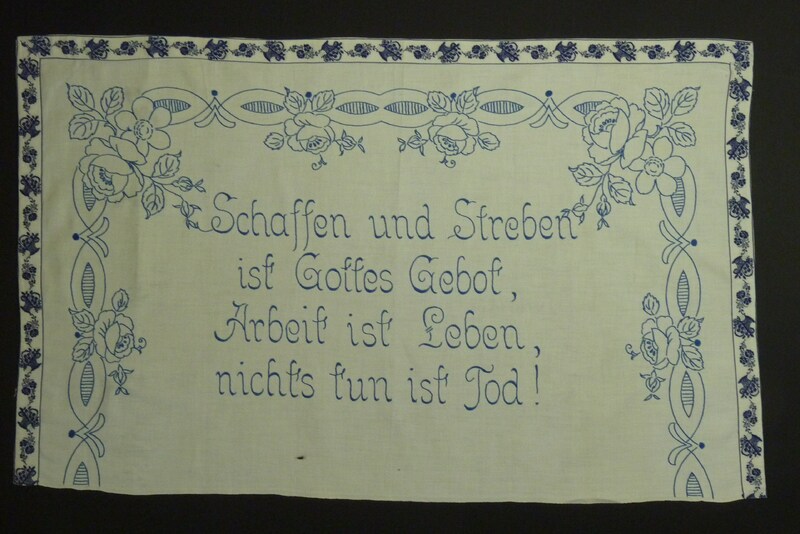 Schaffen und Streben
ist Gottes Gebot,
Arbeit ist Leben,
nichts tun ist Tod!